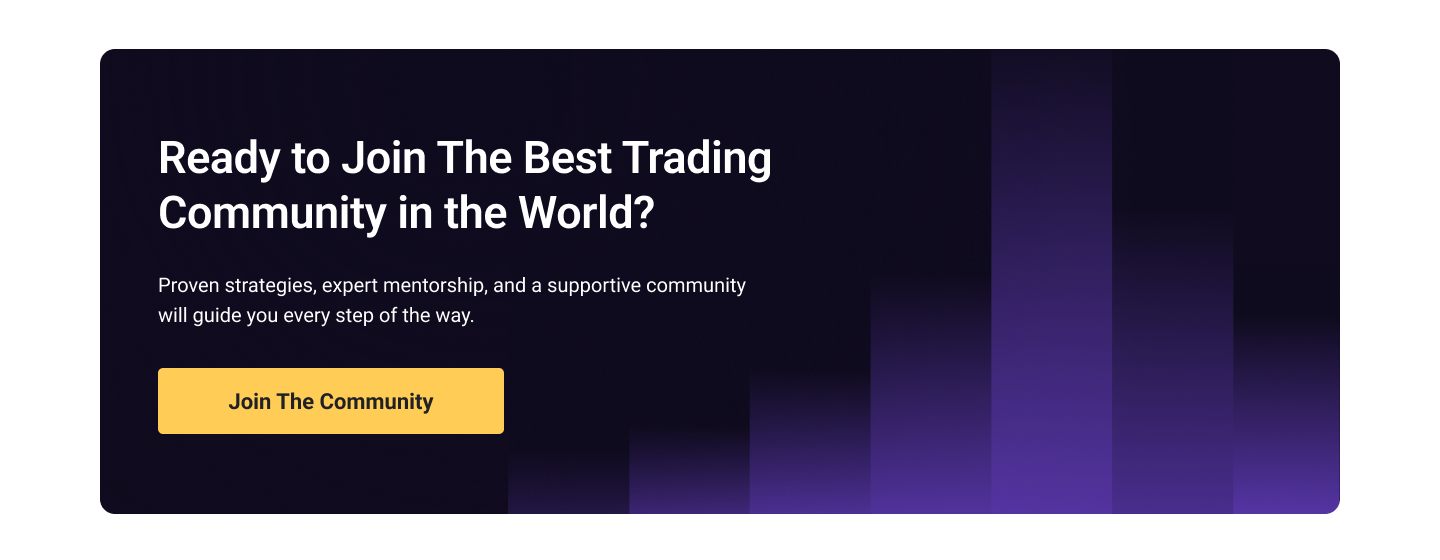 Ready to Join The Best Trading
Community in the World?
Proven strategies, expert mentorship, and a supportive community
will guide you every step of the way.
Join The Community